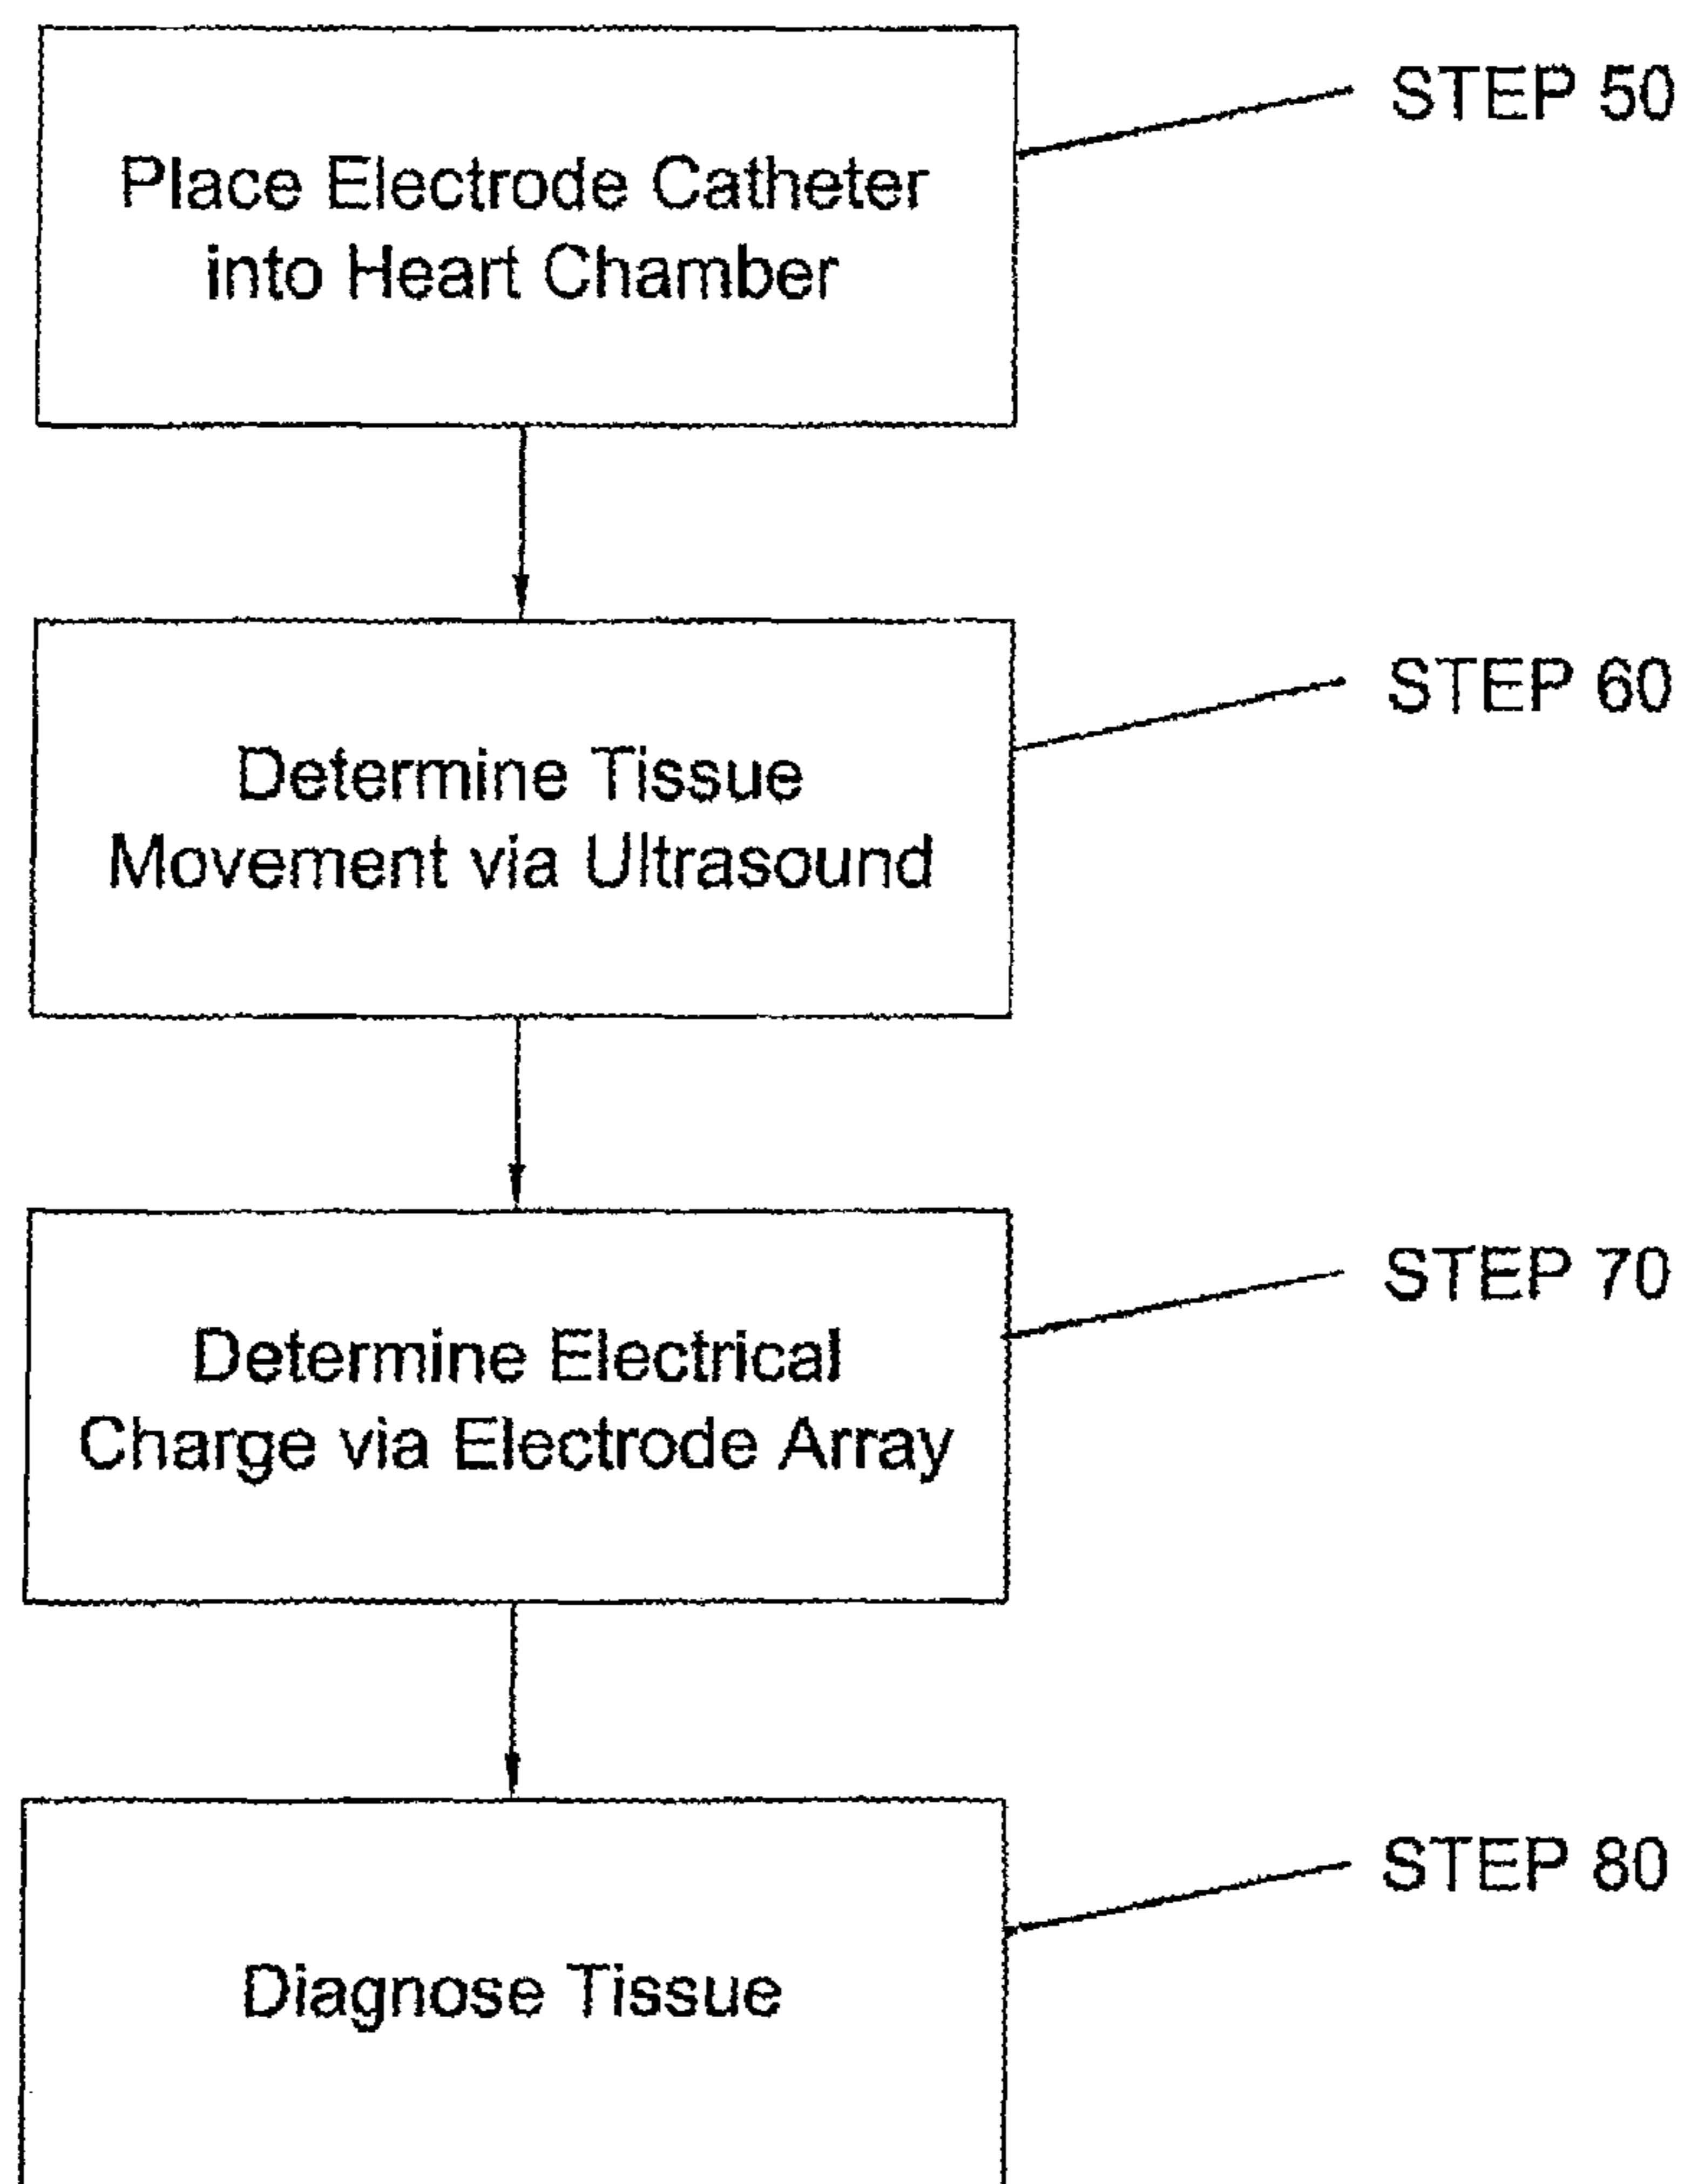 Place Electrode Catheter
into Heart Chamber
STEP 50
Determine Tissue
Movement via Ultrasound
STEP 60
Determine Electrical
Charge via Electrode Array
STEP 70
Diagnose Tissue
STEP 80